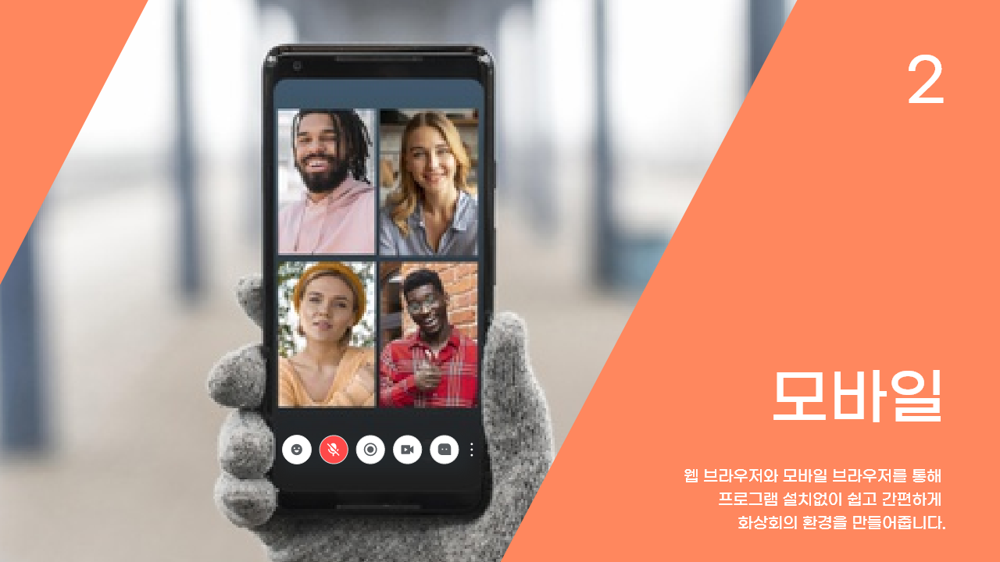 2
모바일
웹 브라우저와 모바일 브라우저를 통해
프로그램 설치없이 쉽고 간편하게
화상회의 환경을 만들어줍니다.